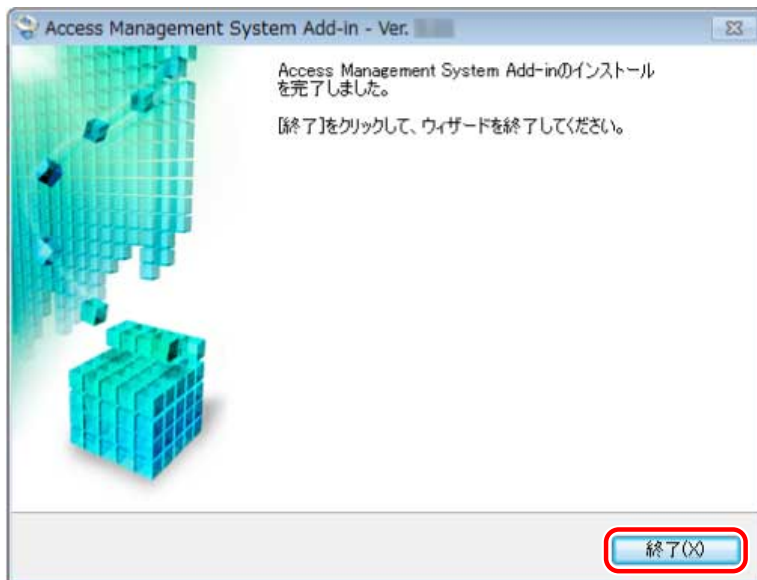 Access Management System Add-in - Ver.
Access Management System Add-inのインストール
を完了しました。
[終了]をクリックして、ウィザードを終了してください。
終了(X)